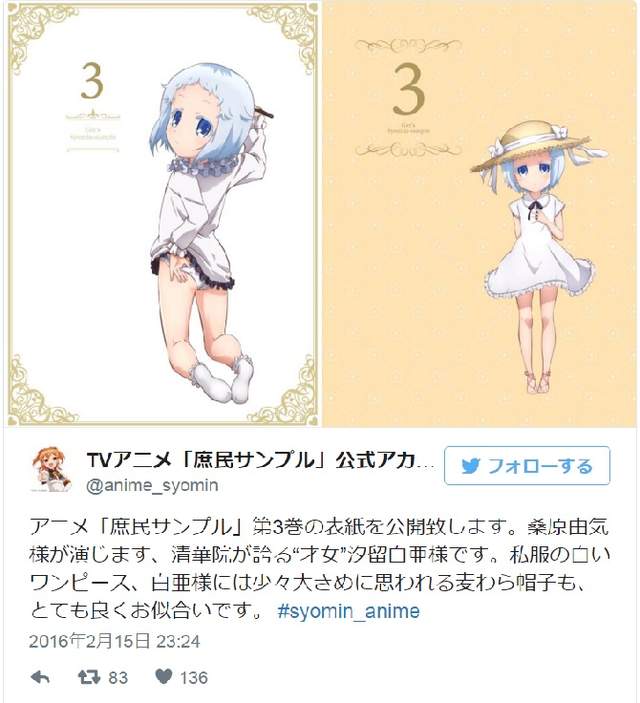 3
3
TVアニメ「庶民サンプル」公式アカ...
フォローする
@anime_syomin
アニメ「庶民サンプル」第3巻の表紙を公開致します。桑原由気
様が演じます、清華院が誇る“才女”汐留白亜様です。私服の白い
ワンピース、白亜様には少々大きめに思われる麦わら帽子も、
とても良くお似合いです。 #syomin_anime
2016年2月15日 23:24
83 136